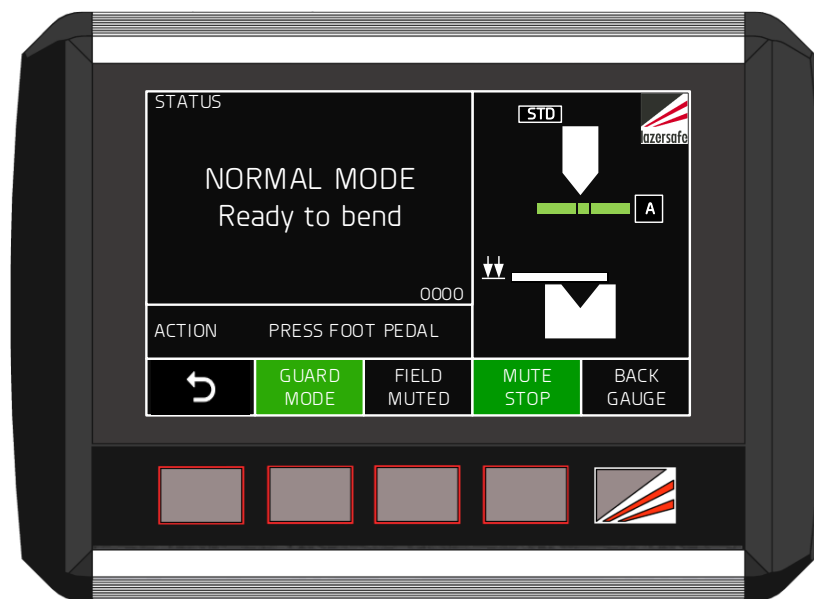 STATUS
NORMAL MODE
Ready to bend
0000
ACTION PRESS FOOT PEDAL
STD
lazersafe
A
GUARD
MODE
FIELD
MUTED
MUTE
STOP
BACK
GAUGE